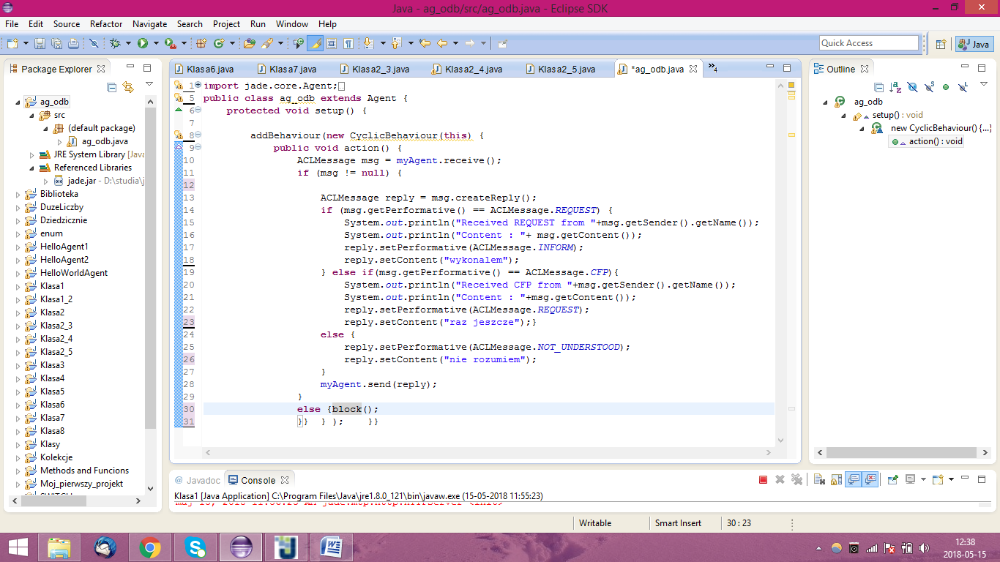 Java - ag_odb/src/ag_odb.java - Eclipse SDK
File Edit Source Refactor Navigate Search Project Run Window Help
Quick Access
Java
Package Explorer
ag_odb
src
(default package)
ag_odb.java
JRE System Library [Java
Referenced Libraries
jade.jar - D:\studia\j
Biblioteka
DuzeLiczby
Dziedzicznie
enum
HelloAgent1
HelloAgent2
HelloWorldAgent
Klasa1
Klasa1_2
Klasa2
Klasa2_3
Klasa2_4
Klasa2_5
Klasa3
Klasa4
Klasa5
Klasa6
Klasa7
Klasa8
Klasy
Kolekcje
Methods and Funcions
Moj_pierwszy_projekt
Klasa6.java Klasa7.java Klasa2_3.java Klasa2_4.java Klasa2_5.java *ag_odb.java »4
1 import jade.core.Agent;
5 public class ag_odb extends Agent {
6 protected void setup() {
7
8 addBehaviour(new CyclicBehaviour(this) {
9 public void action() {
10 ACLMessage msg = myAgent.receive();
11 if (msg != null) {
12
13 ACLMessage reply = msg.createReply();
14 if (msg.getPerformative() == ACLMessage.REQUEST) {
15 System.out.println("Received REQUEST from "+msg.getSender().getName());
16 System.out.println("Content : "+ msg.getContent());
17 reply.setPerformative(ACLMessage.INFORM);
18 reply.setContent("wykonalem");
19 } else if(msg.getPerformative() == ACLMessage.CFP){
20 System.out.println("Received CFP from "+msg.getSender().getName());
21 System.out.println("Content : "+msg.getContent());
22 reply.setPerformative(ACLMessage.REQUEST);
23 reply.setContent("raz jeszcze");}
24 else {
25 reply.setPerformative(ACLMessage.NOT_UNDERSTOOD);
26 reply.setContent("nie rozumiem");
27 }
28 myAgent.send(reply);
29 }
30 else {block();
31 }} } ); }}
Outline
ag_odb
setup() : void
new CyclicBehaviour() {...}
action() : void
@ Javadoc Console
Klasa1 [Java Application] C:\Program Files\Java\jre1.8.0_121\bin\javaw.exe (15-05-2018 11:55:23)
Writable Smart Insert 30 : 23
12:38
2018-05-15